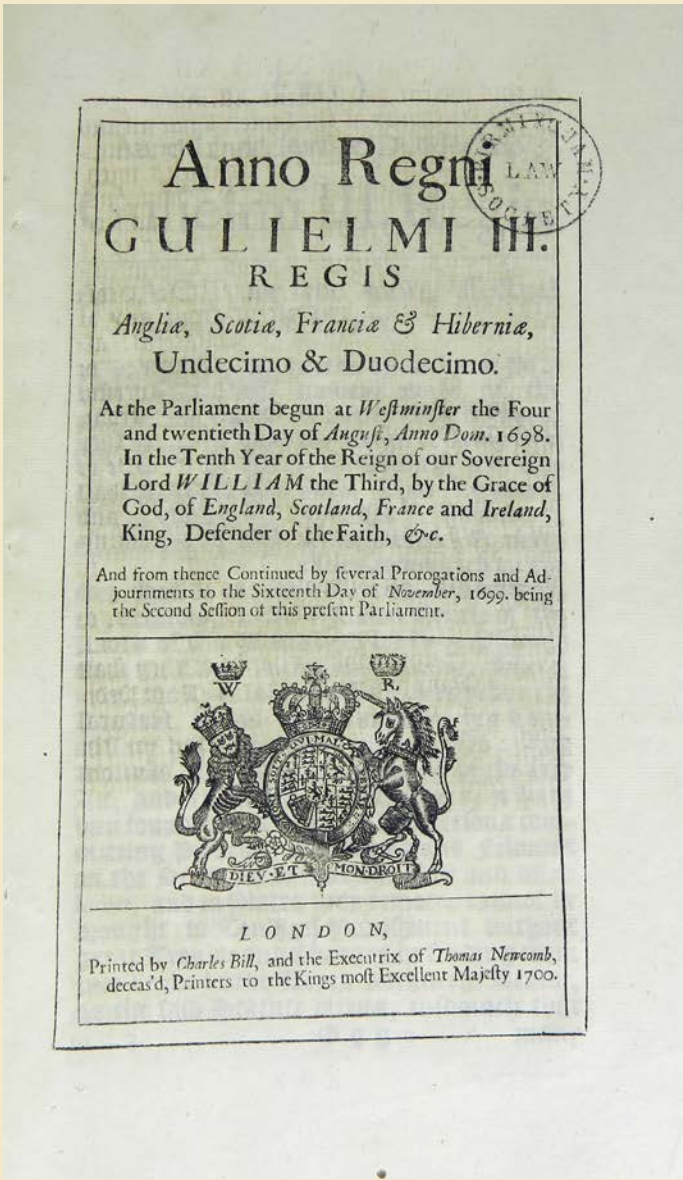 Anno Regni
GULIELMI III.
REGIS
Angliæ, Scotiæ, Franciæ & Hiberniæ,
Undecimo & Duodecimo.
At the Parliament begun at Weſtminſter the Four
and twentieth Day of Auguſt, Anno Dom. 1698.
In the Tenth Year of the Reign of our Sovereign
Lord WILLIAM the Third, by the Grace of
God, of England, Scotland, France and Ireland,
King, Defender of the Faith, &c.
And from thence Continued by ſeveral Prorogations and Ad-
journments to the Sixteenth Day of November, 1699. being
the Second Seſſion of this preſent Parliament.
W R
DIEV·ET MON·DROIT
LONDON,
Printed by Charles Bill, and the Executrix of Thomas Newcomb,
deceas'd, Printers to the Kings moſt Excellent Majeſty 1700.
BIRMINGHAM
LAW
SOCIETY.